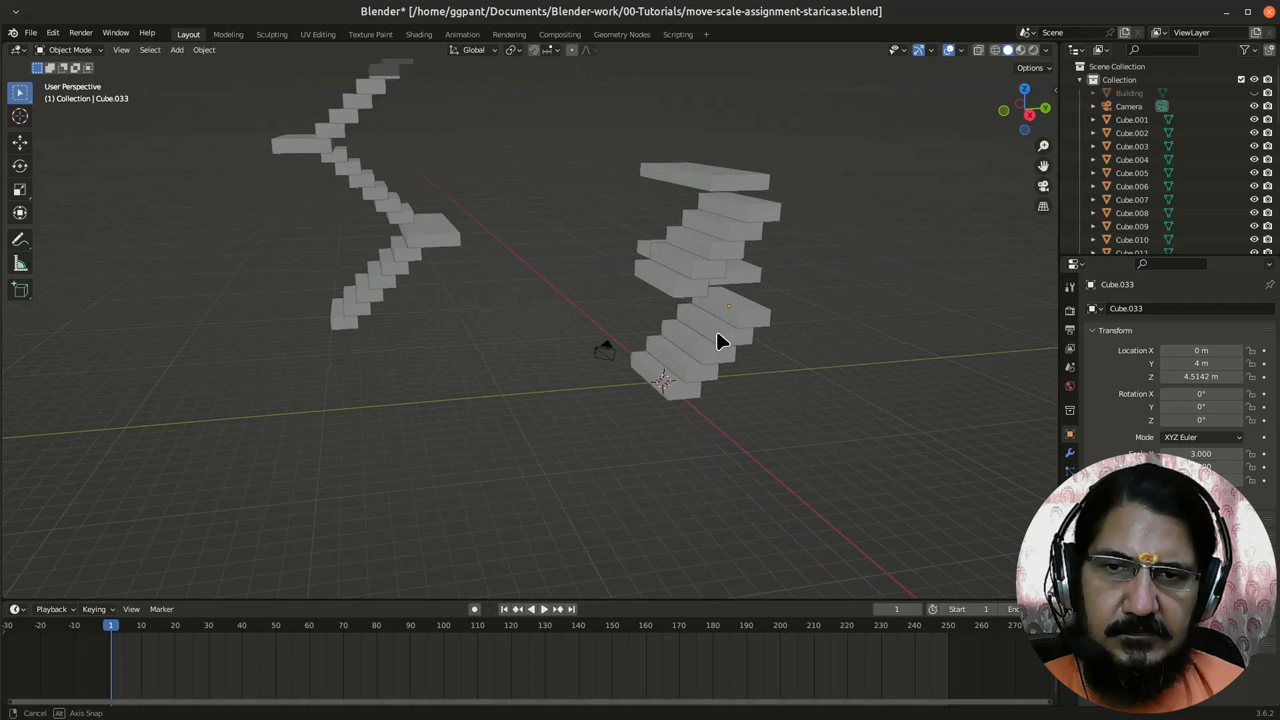 Blender* [/home/ggpant/Documents/Blender-work/00-Tutorials/move-scale-assignment-staricase.blend]
File Edit Render Window Help Layout Modeling Sculpting UV Editing Texture Paint Shading Animation Rendering Compositing Geometry Nodes Scripting Scene ViewLayer
Object Mode View Select Add Object Global
Options
User Perspective
(1) Collection | Cube.033
Z
Y
X
Scene Collection
Collection
Building
Camera
Cube.001
Cube.002
Cube.003
Cube.004
Cube.005
Cube.006
Cube.007
Cube.008
Cube.009
Cube.010
Cube.033
Cube.033
Transform
Location X 0 m
Y 4 m
Z 4.5142 m
Rotation X 0°
Y 0°
Z 0°
Mode XYZ Euler
3.000
Playback Keying View Marker 1 Start 1 End
-30 -20 -10 1 10 20 30 40 50 60 70 80 90 100 110 120 130 140 150 160 170 180 190 200 210 220 230 240 250 260
Cancel Alt Axis Snap
3.6.2